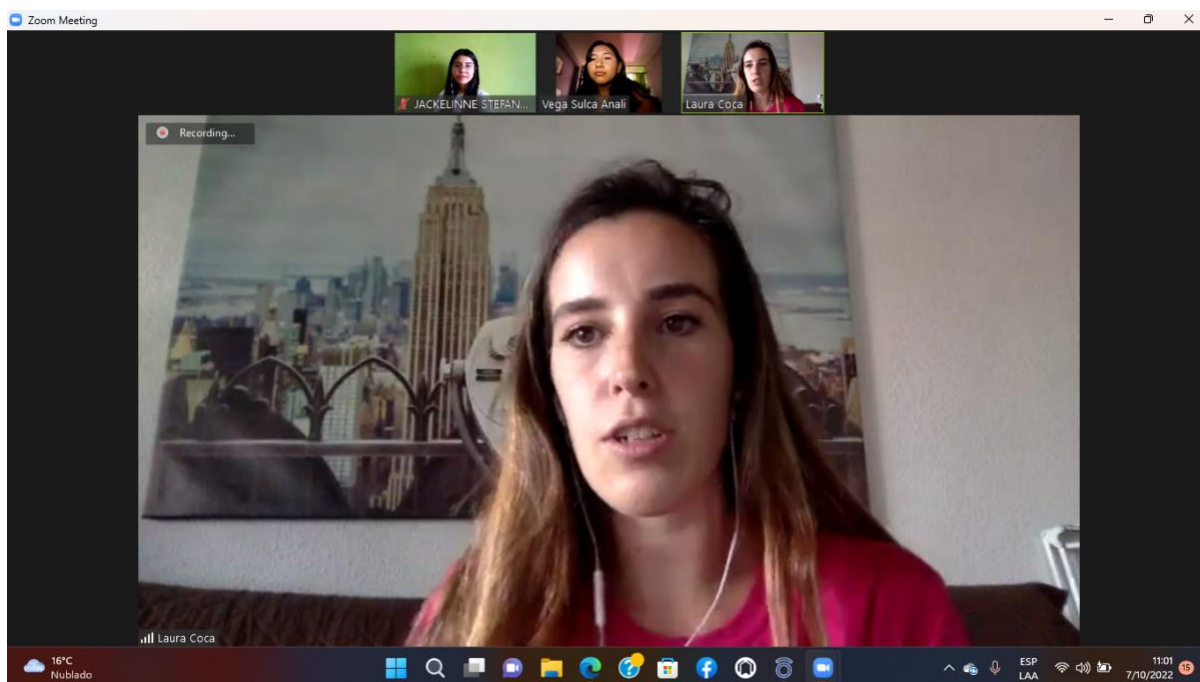 Zoom Meeting
JACKELINNE STEFAN...
Vega Sulca Anali
Laura Coca
Recording...
Laura Coca
16°C
Nublado
ESP
LAA
11:01
7/10/2022
15